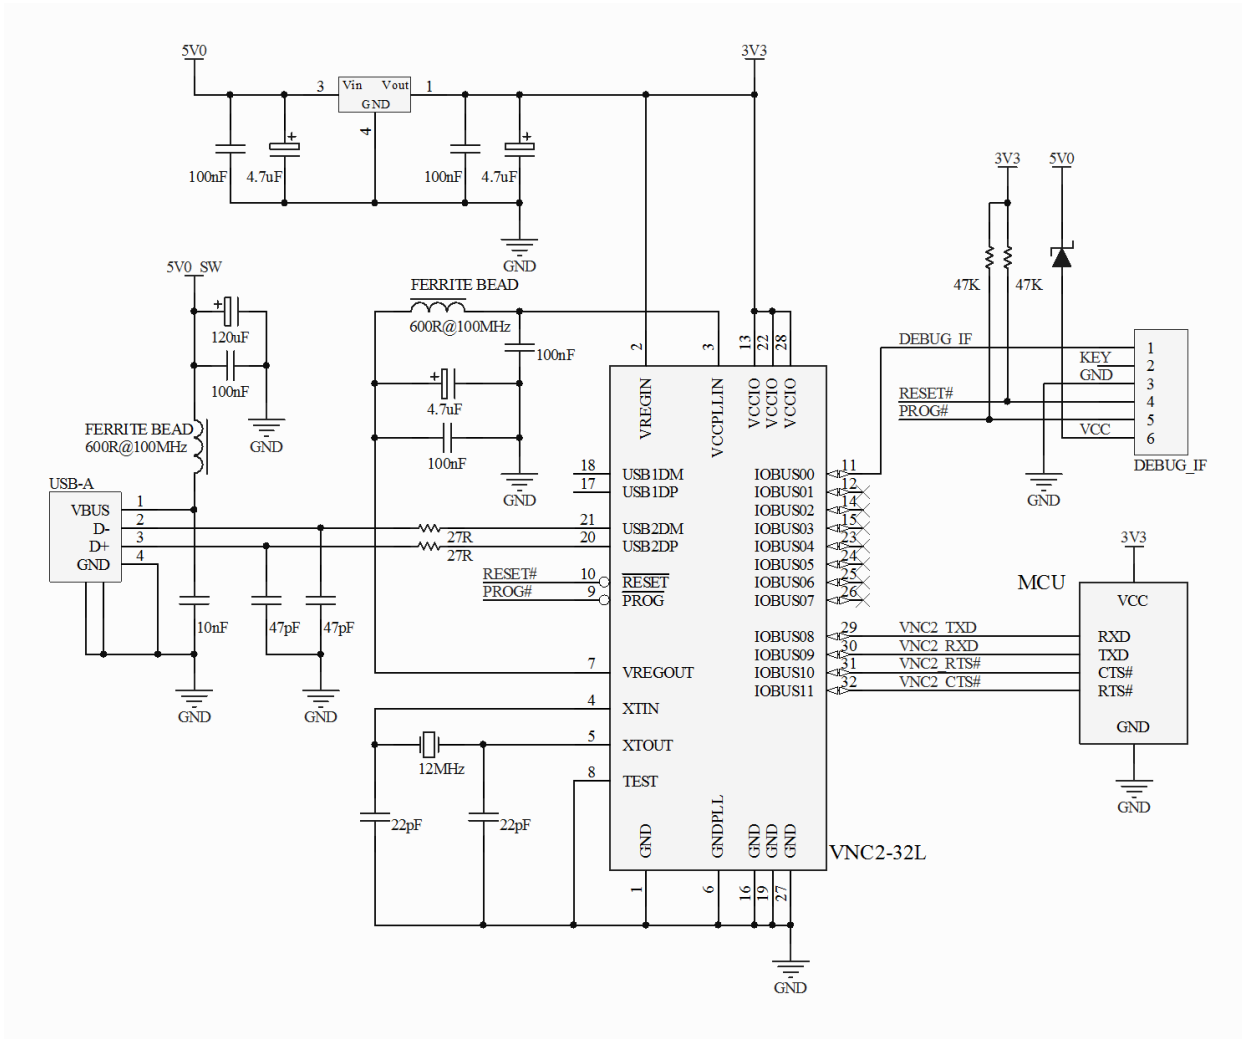 5V0
3V3
3
Vin Vout
1
GND
4
100nF
4.7uF
100nF
4.7uF
GND
3V3
5V0
47K
47K
5V0_SW
120uF
100nF
GND
FERRITE BEAD
600R@100MHz
FERRITE BEAD
600R@100MHz
100nF
4.7uF
100nF
GND
2
3
13
22
28
VREGIN
VCCPLLIN
VCCIO
VCCIO
VCCIO
DEBUG_IF
KEY
GND
RESET#
PROG#
VCC
1
2
3
4
5
6
DEBUG_IF
GND
USB-A
VBUS 1
D- 2
D+ 3
GND 4
27R
27R
18 USB1DM
17 USB1DP
21 USB2DM
20 USB2DP
RESET# 10 RESET
PROG# 9 PROG
7 VREGOUT
4 XTIN
5 XTOUT
8 TEST
IOBUS00 11
IOBUS01 12
IOBUS02 14
IOBUS03 15
IOBUS04 23
IOBUS05 24
IOBUS06 25
IOBUS07 26
IOBUS08 29 VNC2_TXD
IOBUS09 30 VNC2_RXD
IOBUS10 31 VNC2_RTS#
IOBUS11 32 VNC2_CTS#
3V3
MCU
VCC
RXD
TXD
CTS#
RTS#
GND
GND
10nF
47pF
47pF
GND
GND
12MHz
22pF
22pF
GND
GNDPLL
GND
GND
GND
VNC2-32L
1
6
16
19
27
GND